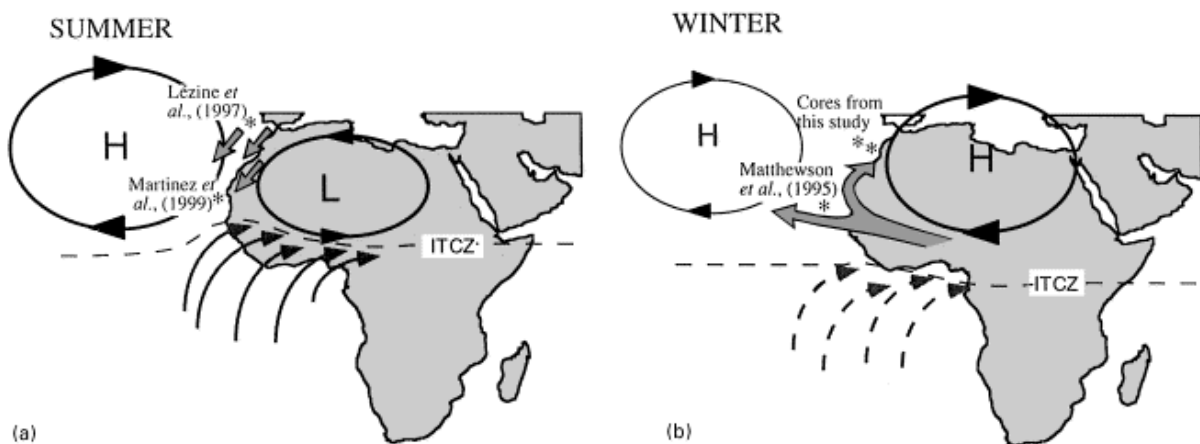 SUMMER
Lézine et
al., (1997)*
H
L
Martinez et
al., (1999)*
ITCZ
(a)
WINTER
Cores from
this study
**
H
H
Matthewson
et al., (1995)
*
ITCZ
(b)